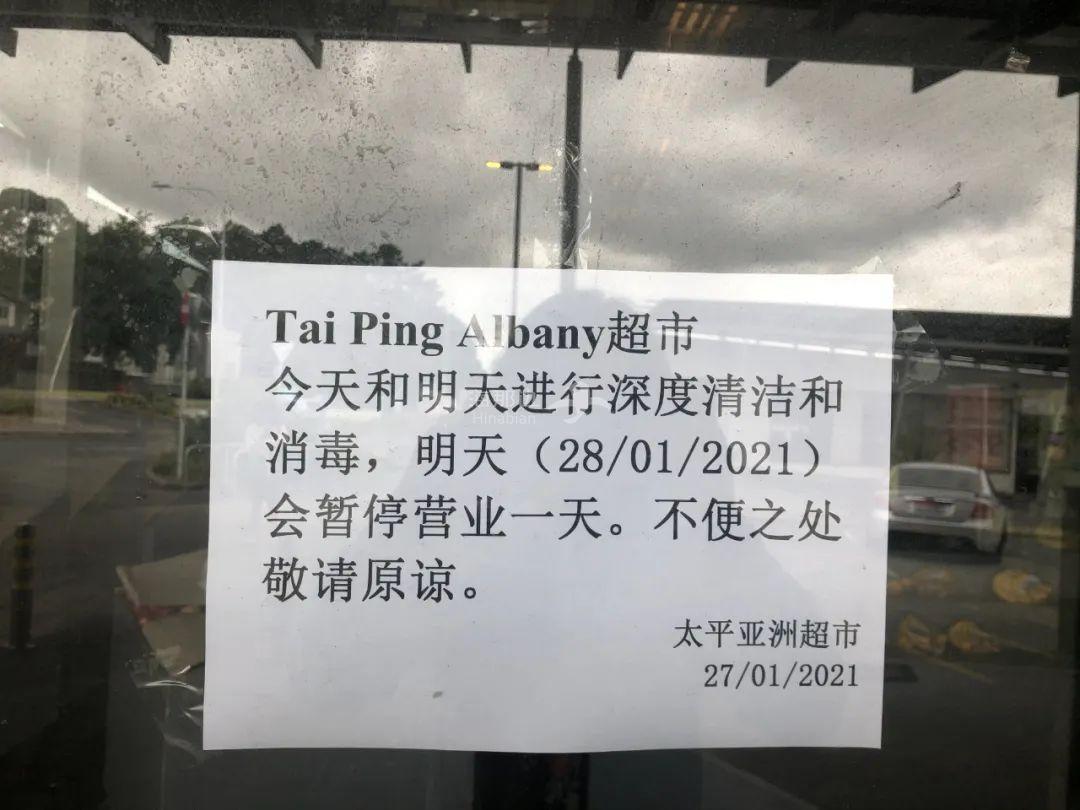 Tai Ping Albany超市
今天和明天进行深度清洁和
消毒，明天（28/01/2021）
会暂停营业一天。不便之处
敬请原谅。
太平亚洲超市
27/01/2021
Hinabian